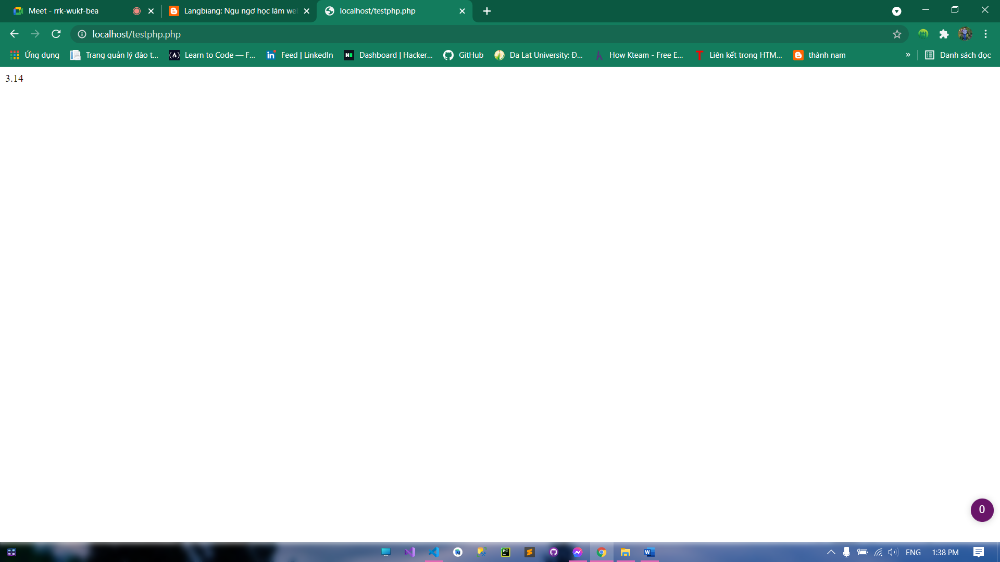 Meet - rrk-wukf-bea
Langbiang: Ngu ngơ học làm we
localhost/testphp.php
localhost/testphp.php
Ứng dụng
Trang quản lý đào t...
Learn to Code — F...
Feed | LinkedIn
Dashboard | Hacker...
GitHub
Da Lat University: Đ...
How Kteam - Free E...
Liên kết trong HTM...
thành nam
»
Danh sách đọc
3.14
0
ENG
1:38 PM